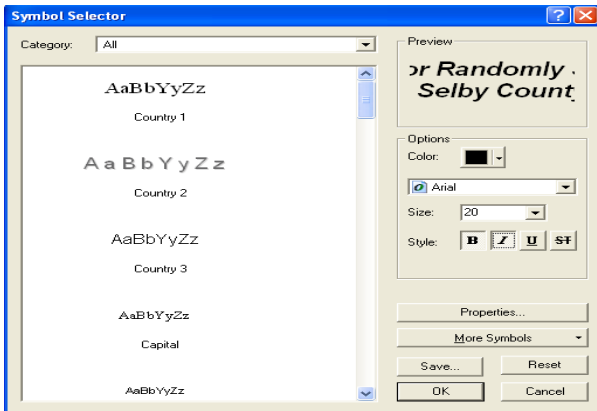 Symbol Selector
Category: All
AaBbYyZz
Country 1
AaBbYyZz
Country 2
AaBbYyZz
Country 3
AaBbYyZz
Capital
AaBbYyZz
Preview
or Randomly
Selby Count
Options
Color:
Arial
Size: 20
Style: B I U ST
Properties...
More Symbols
Save... Reset
OK Cancel